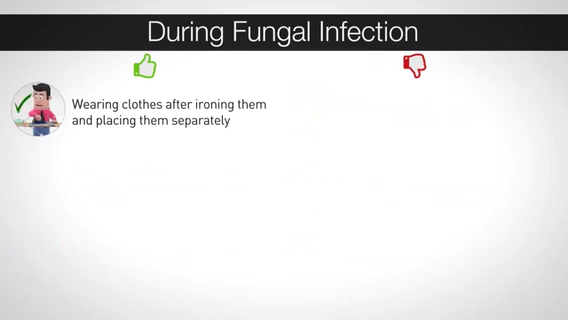 During Fungal Infection
Wearing clothes after ironing them
and placing them separately